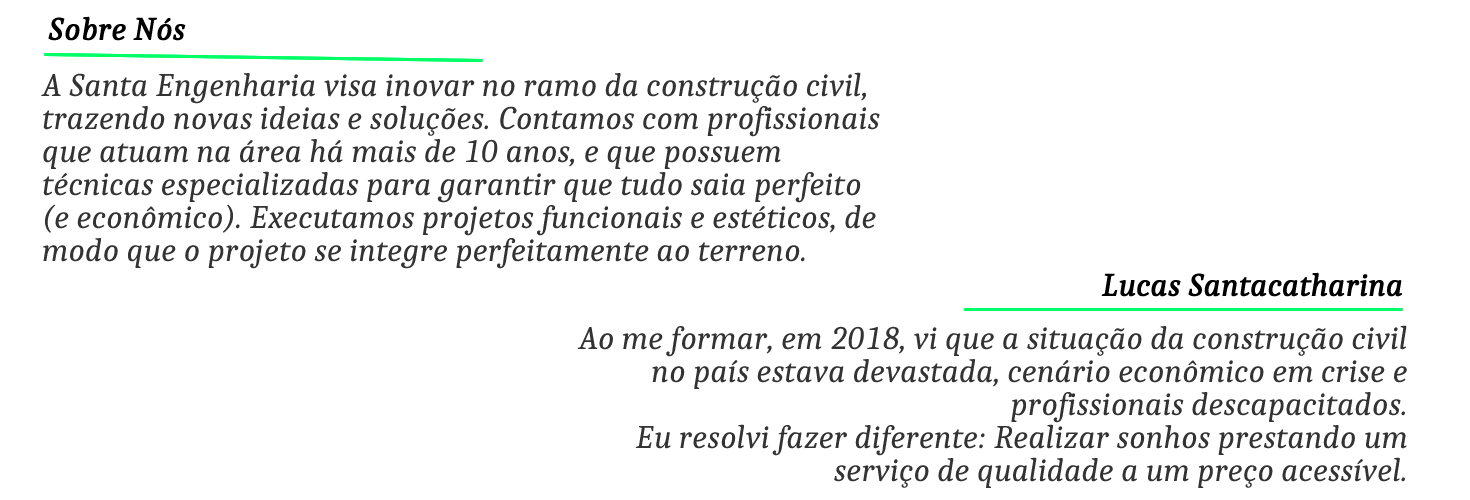 Sobre Nós
A Santa Engenharia visa inovar no ramo da construção civil,
trazendo novas ideias e soluções. Contamos com profissionais
que atuam na área há mais de 10 anos, e que possuem
técnicas especializadas para garantir que tudo saia perfeito
(e econômico). Executamos projetos funcionais e estéticos, de
modo que o projeto se integre perfeitamente ao terreno.
Lucas Santacatharina
Ao me formar, em 2018, vi que a situação da construção civil
no país estava devastada, cenário econômico em crise e
profissionais descapacitados.
Eu resolvi fazer diferente: Realizar sonhos prestando um
serviço de qualidade a um preço acessível.